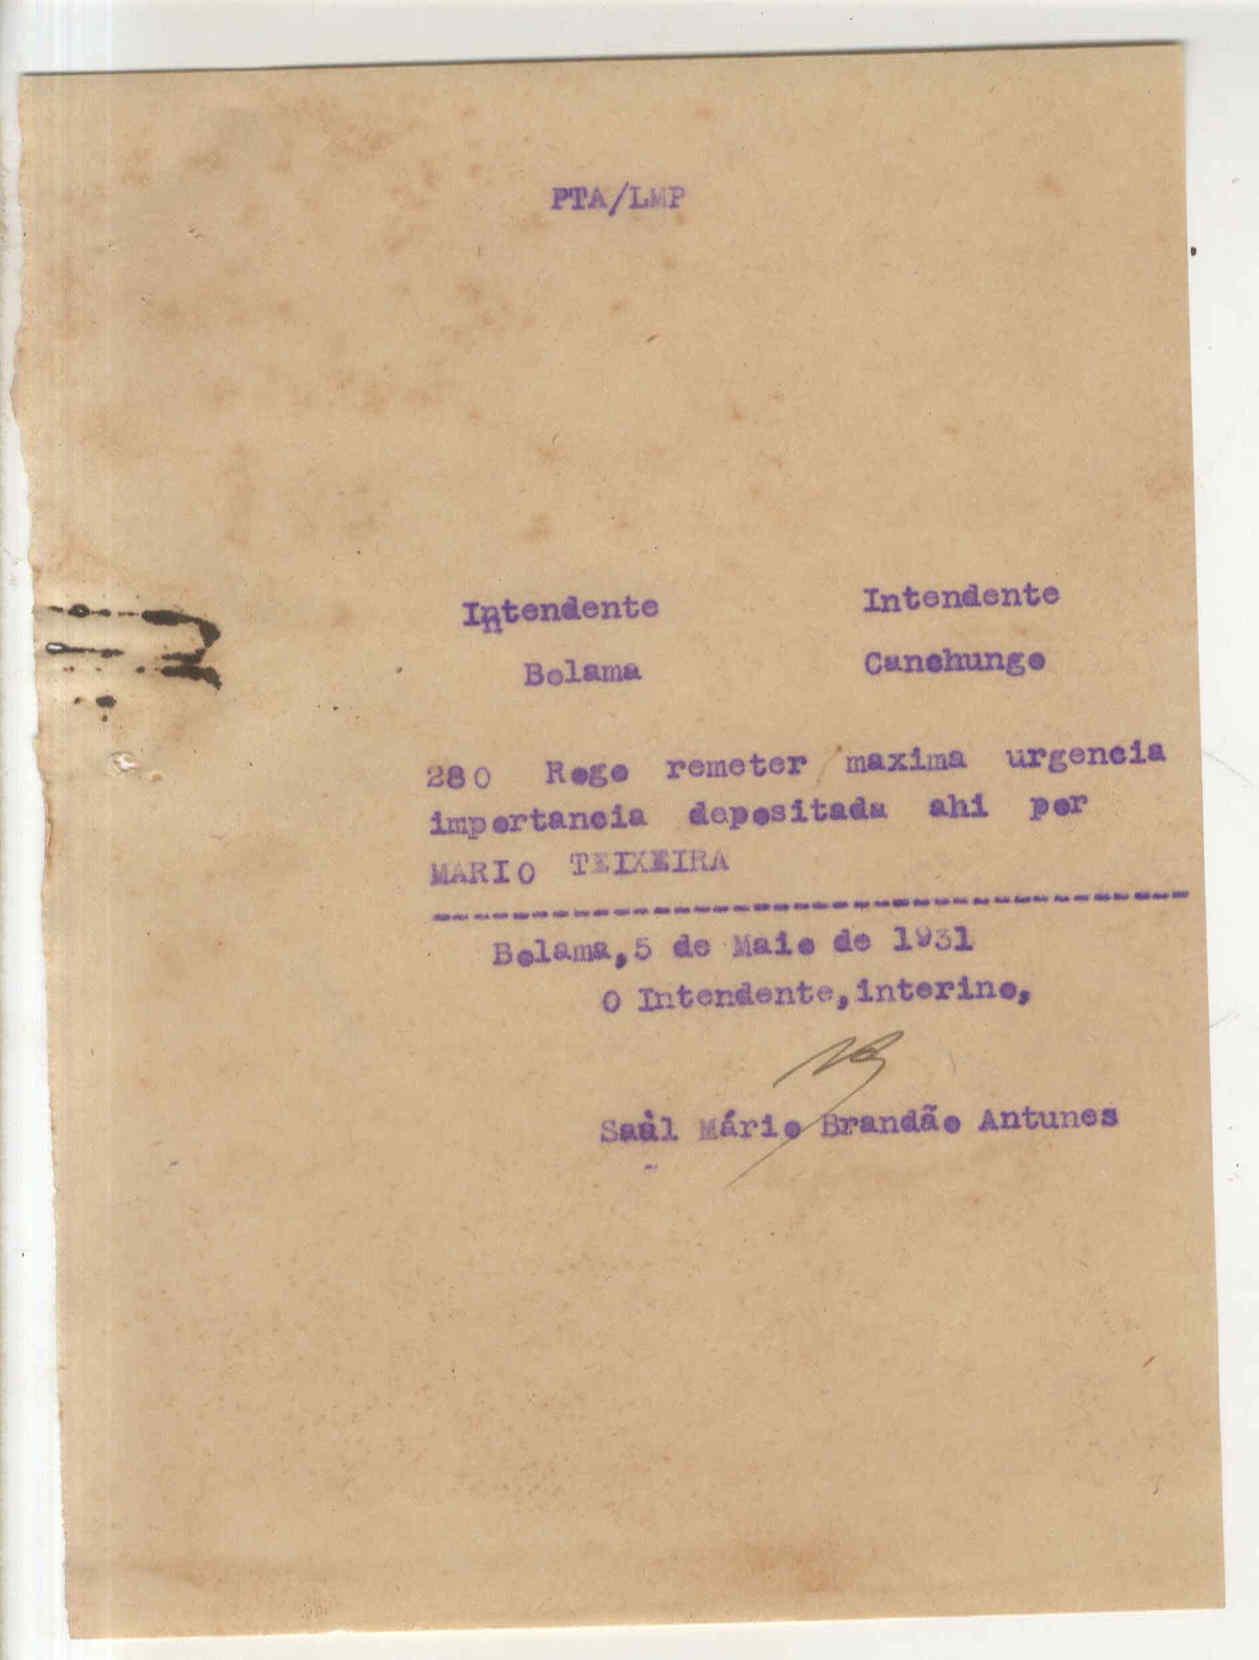 PTA/LMP
Intendente Intendente
Bolama Canchungo
280 Rogo remeter maxima urgencia
importancia depositada ahi por
MARIO TEIXEIRA
--------------------------------------
Bolama,5 de Maio de 1931
O Intendente,interino,
Saùl Mário Brandão Antunes